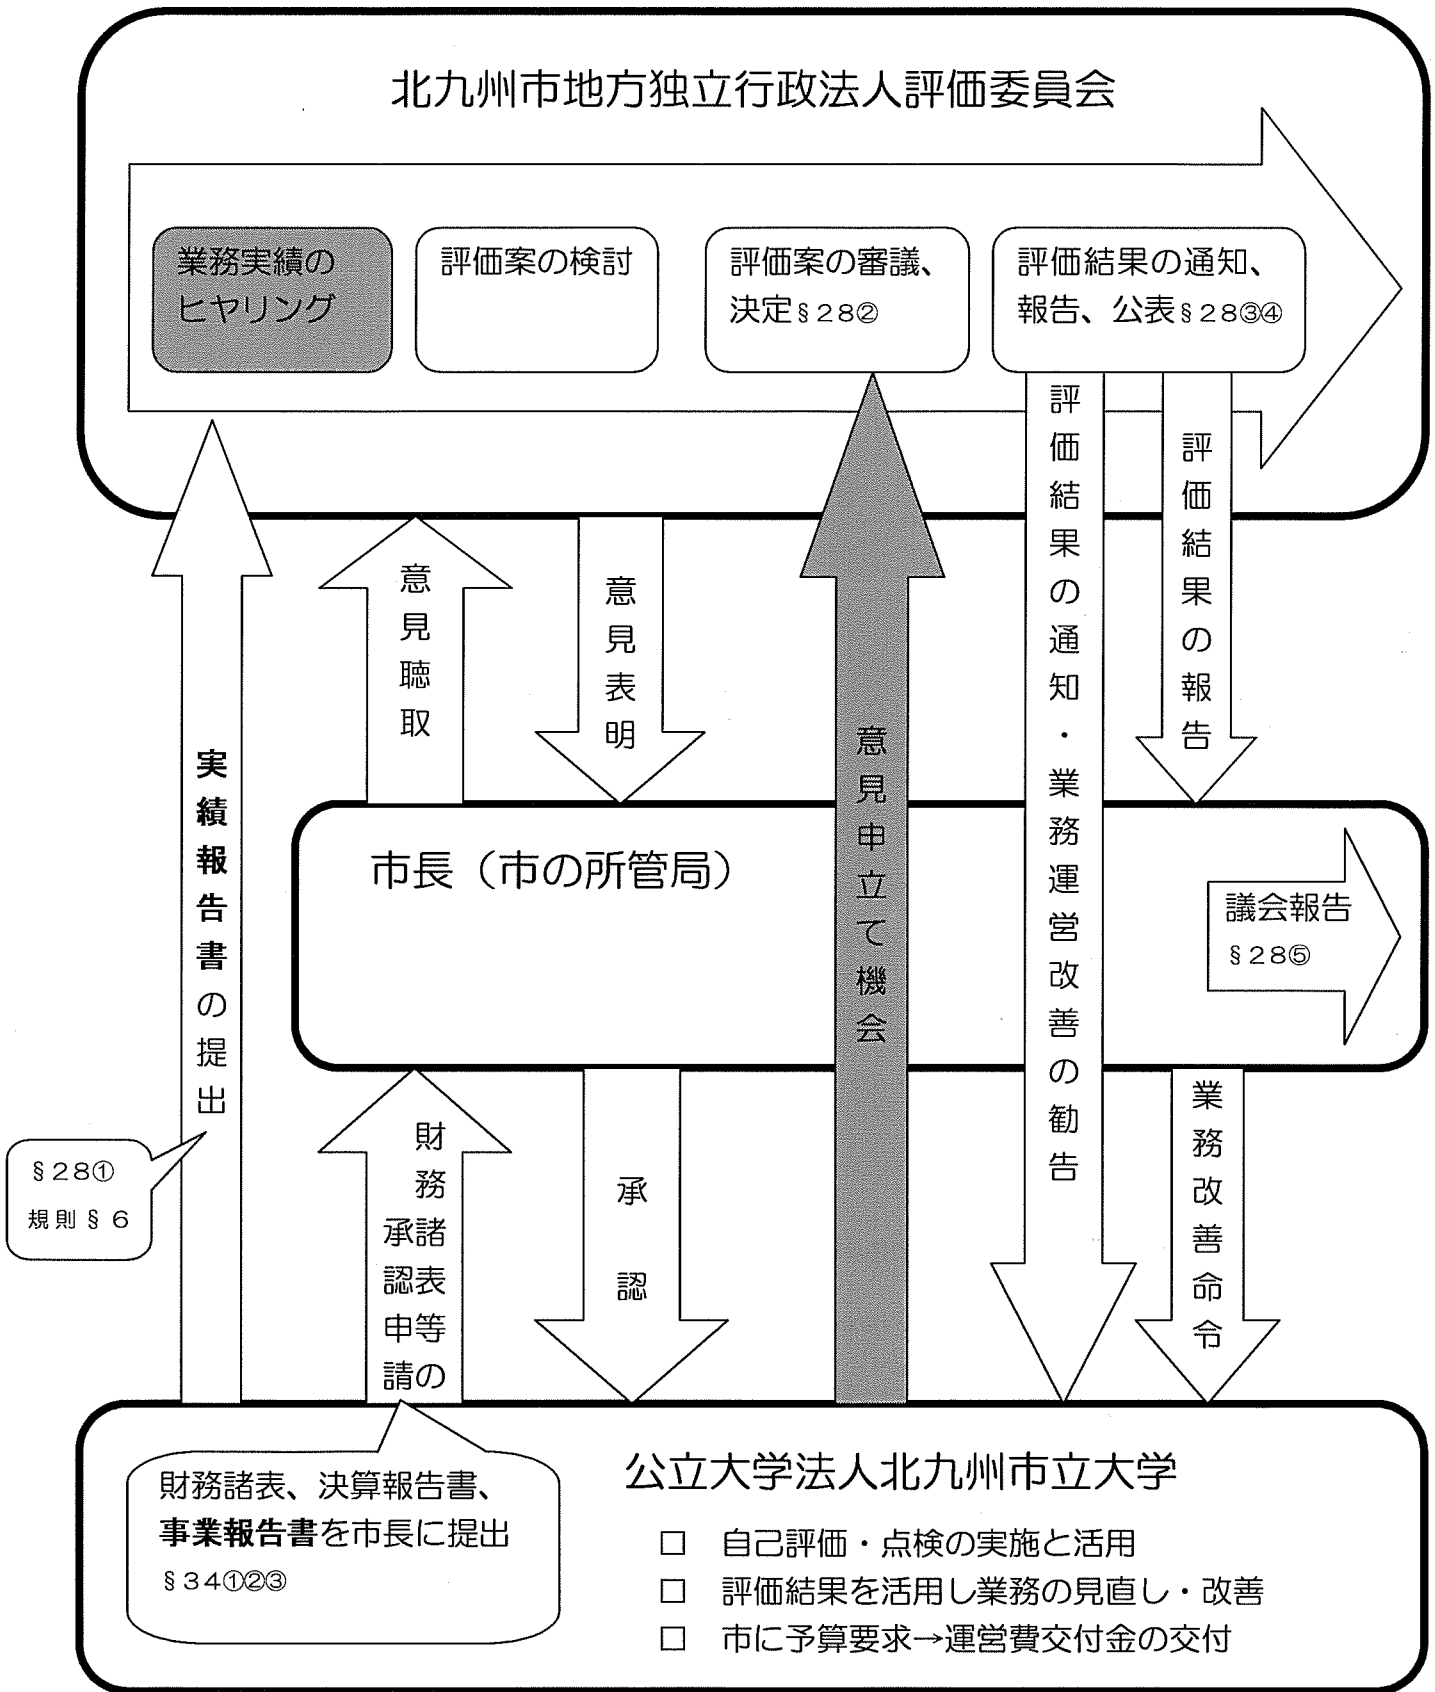 北九州市地方独立行政法人評価委員会
業務実績の
ヒヤリング
評価案の検討
評価案の審議、
決定§28②
評価結果の通知、
報告、公表§28③④
実績報告書の提出
意見聴取
意見表明
意見申立て機会
評価結果の通知・業務運営改善の勧告
評価結果の報告
市長（市の所管局）
議会報告
§28⑤
§28①
規則§6
財務諸表等の
承認申請
承認
業務改善命令
財務諸表、決算報告書、
事業報告書を市長に提出
§34①②③
公立大学法人北九州市立大学
□ 自己評価・点検の実施と活用
□ 評価結果を活用し業務の見直し・改善
□ 市に予算要求→運営費交付金の交付